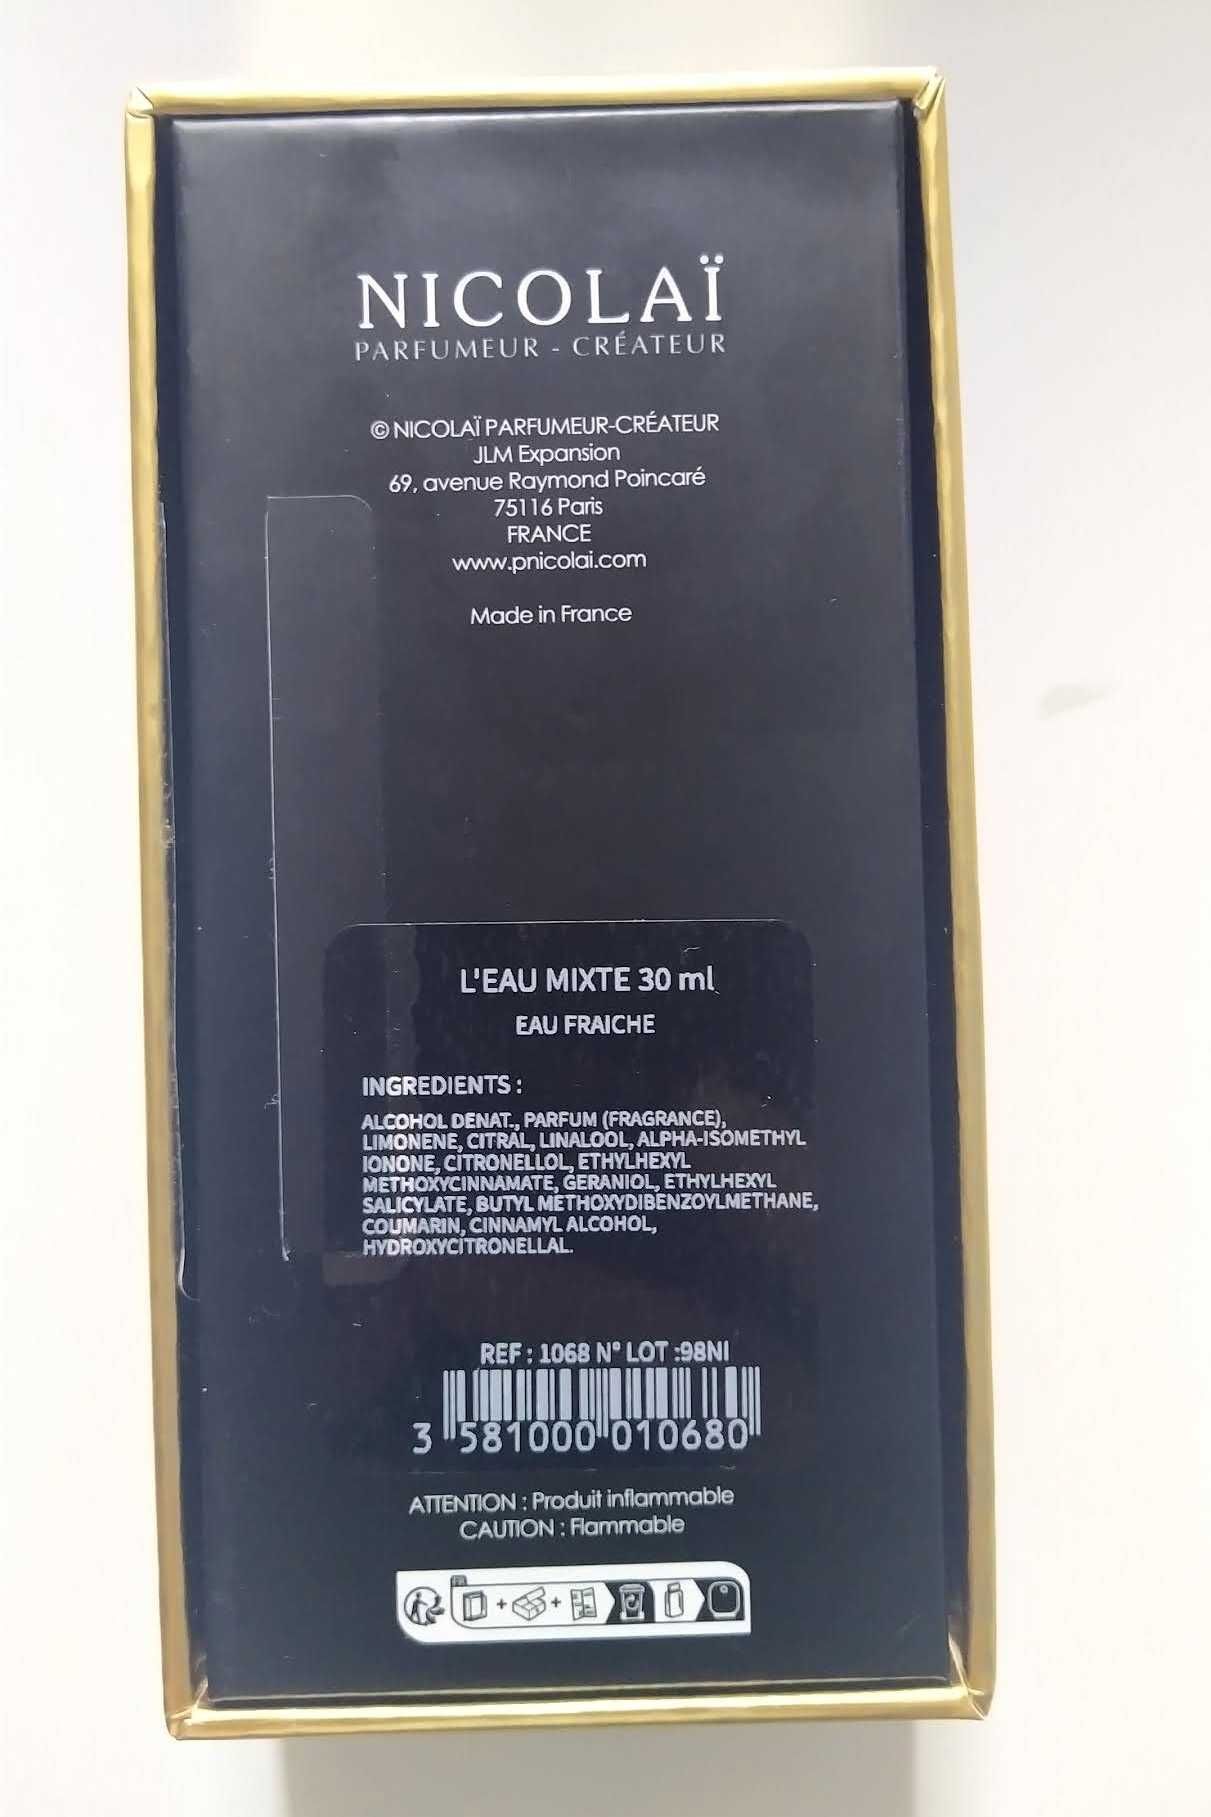 NICOLAÏ
PARFUMEUR - CRÉATEUR
© NICOLAÏ PARFUMEUR-CRÉATEUR
JLM Expansion
69, avenue Raymond Poincaré
75116 Paris
FRANCE
www.pnicolai.com
Made in France
L'EAU MIXTE 30 ml
EAU FRAICHE
INGREDIENTS :
ALCOHOL DENAT., PARFUM (FRAGRANCE),
LIMONENE, CITRAL, LINALOOL, ALPHA-ISOMETHYL
IONONE, CITRONELLOL, ETHYLHEXYL
METHOXYCINNAMATE, GERANIOL, ETHYLHEXYL
SALICYLATE, BUTYL METHOXYDIBENZOYLMETHANE,
COUMARIN, CINNAMYL ALCOHOL,
HYDROXYCITRONELLAL.
REF : 1068 N° LOT :98NI
3 581000 010680
ATTENTION : Produit inflammable
CAUTION : Flammable